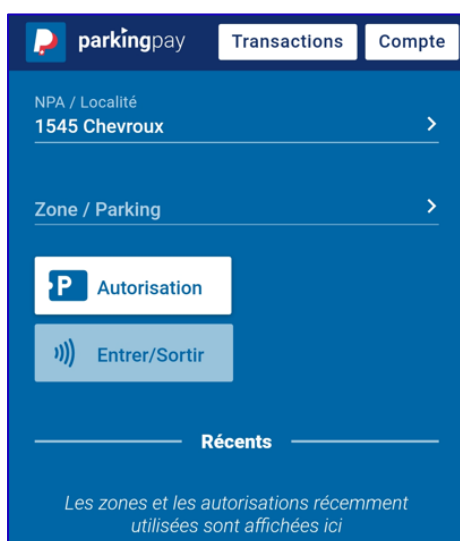 parkingpay Transactions Compte
NPA / Localité
1545 Chevroux
Zone / Parking
P Autorisation
Entrer/Sortir
Récents
Les zones et les autorisations récemment
utilisées sont affichées ici